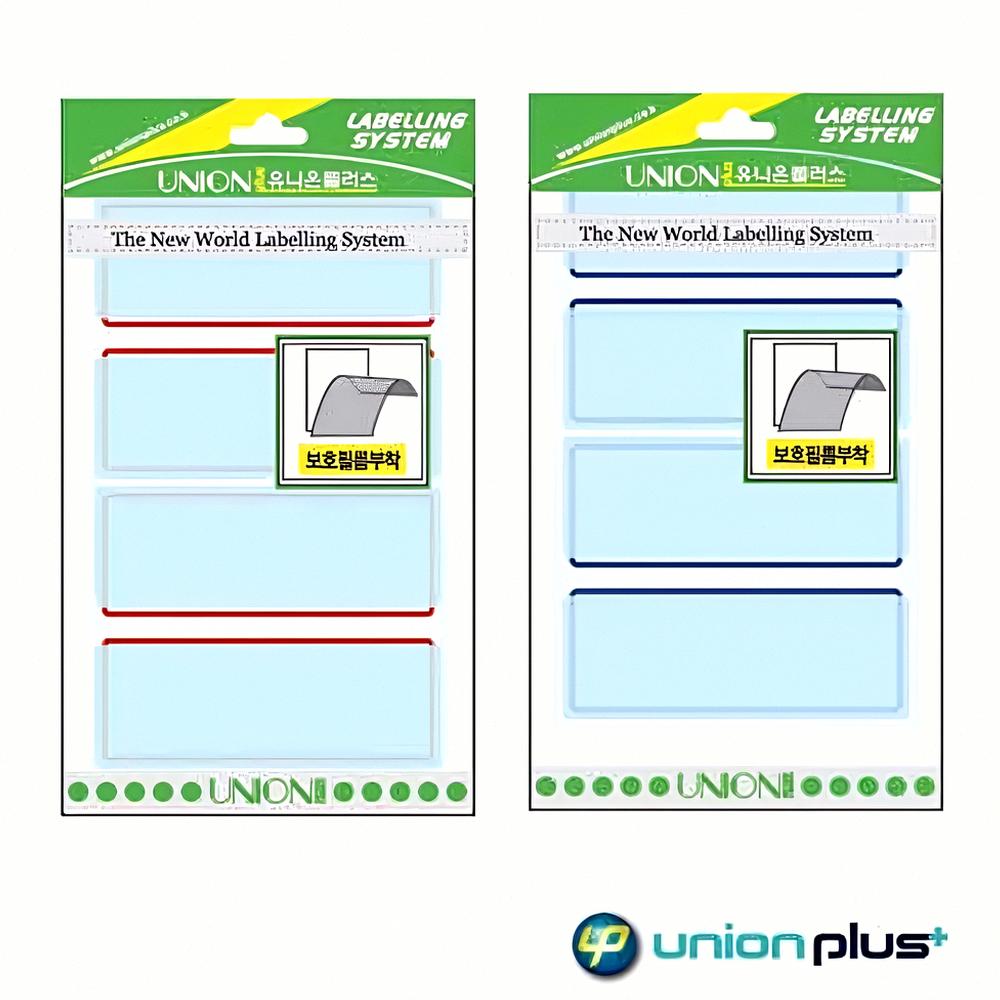 LABELLING
SYSTEM
UNION plus 유니온플러스
The New World Labelling System
보호필름부착
UNION
LABELLING
SYSTEM
UNION plus 유니온플러스
The New World Labelling System
보호필름부착
UNION
union plus+